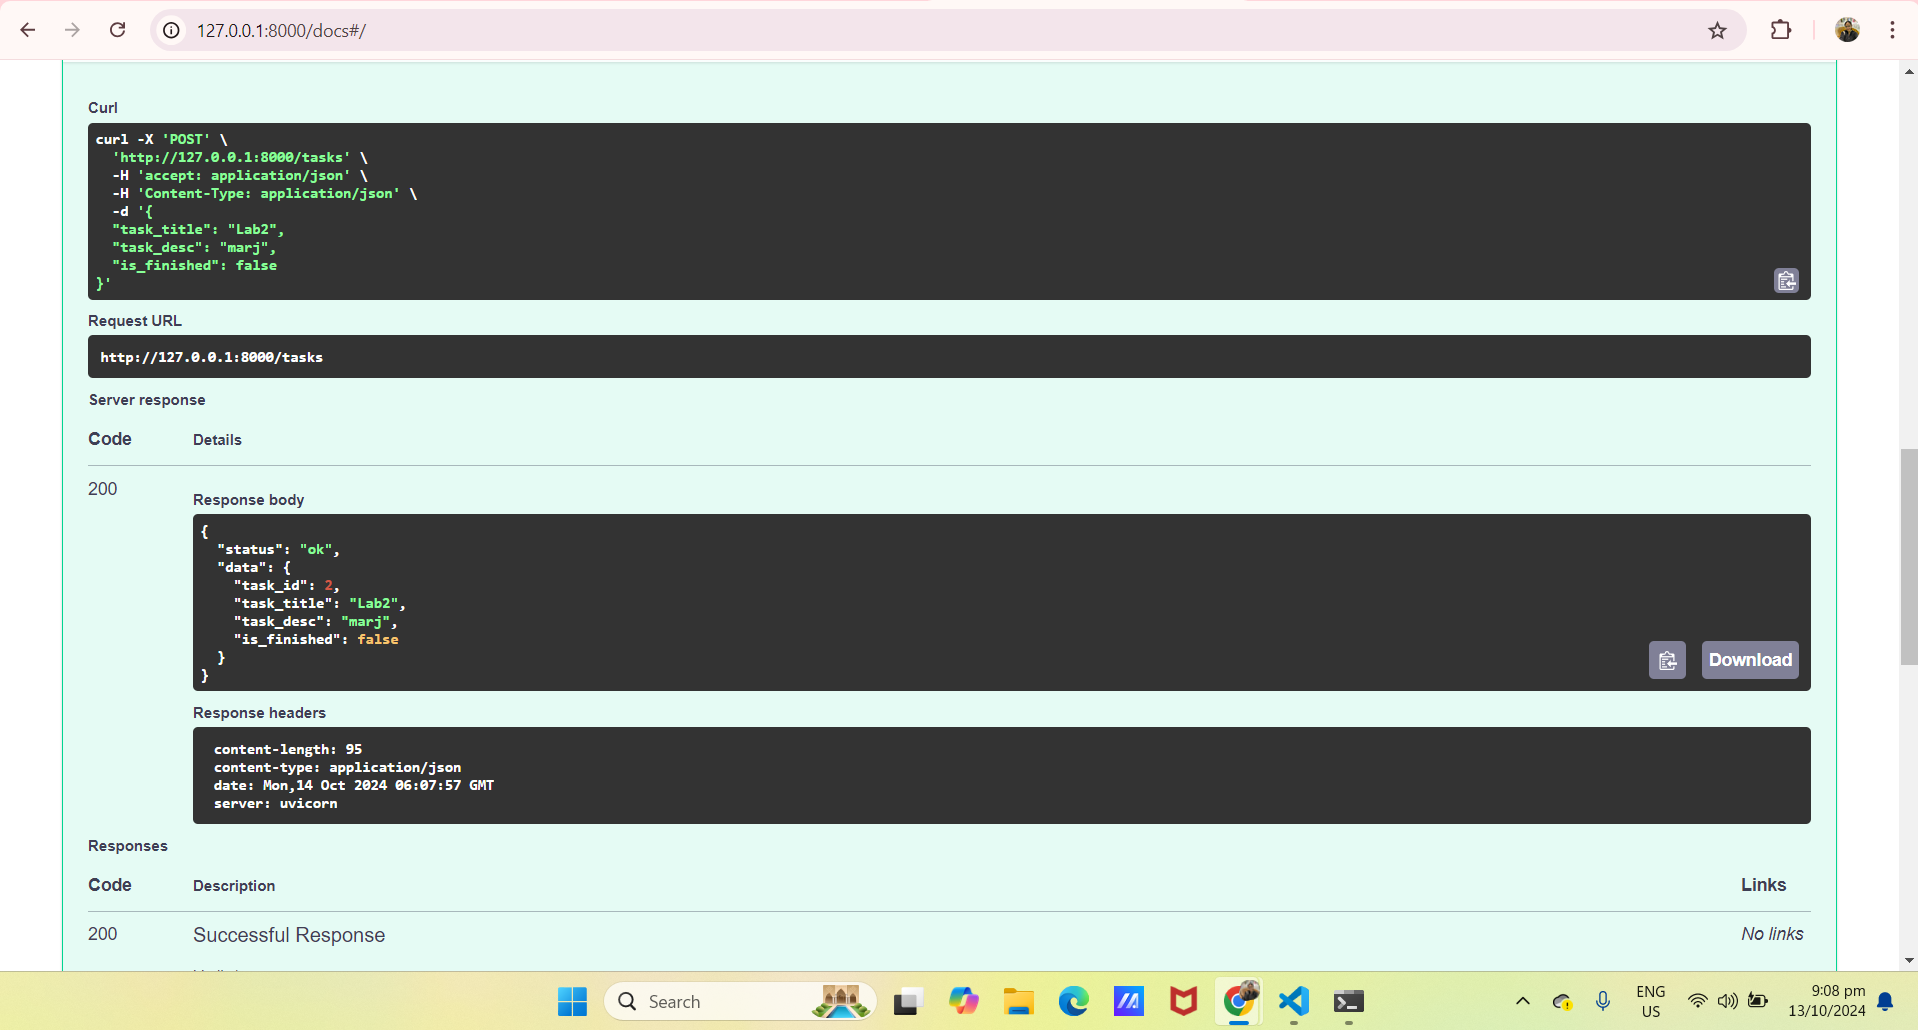 127.0.0.1:8000/docs#/
Curl
curl -X 'POST' \
  'http://127.0.0.1:8000/tasks' \
  -H 'accept: application/json' \
  -H 'Content-Type: application/json' \
  -d '{
  "task_title": "Lab2",
  "task_desc": "marj",
  "is_finished": false
}'
Request URL
http://127.0.0.1:8000/tasks
Server response
Code Details
200
Response body
{
  "status": "ok",
  "data": {
    "task_id": 2,
    "task_title": "Lab2",
    "task_desc": "marj",
    "is_finished": false
  }
}
Download
Response headers
content-length: 95
content-type: application/json
date: Mon,14 Oct 2024 06:07:57 GMT
server: uvicorn
Responses
Code Description Links
200 Successful Response No links
Search
ENG
US
9:08 pm
13/10/2024